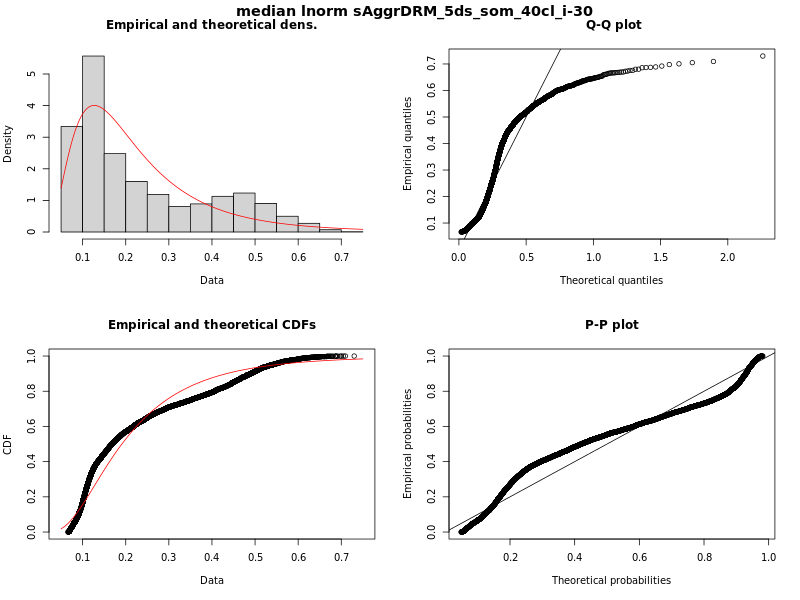 median lnorm sAggrDRM_5ds_som_40cl_i-30
Empirical and theoretical dens.
Density
0 1 2 3 4 5
0.1 0.2 0.3 0.4 0.5 0.6 0.7
Data
Q-Q plot
Empirical quantiles
0.1 0.2 0.3 0.4 0.5 0.6 0.7
0.0 0.5 1.0 1.5 2.0
Theoretical quantiles
Empirical and theoretical CDFs
CDF
0.0 0.2 0.4 0.6 0.8 1.0
0.1 0.2 0.3 0.4 0.5 0.6 0.7
Data
P-P plot
Empirical probabilities
0.0 0.2 0.4 0.6 0.8 1.0
0.2 0.4 0.6 0.8 1.0
Theoretical probabilities